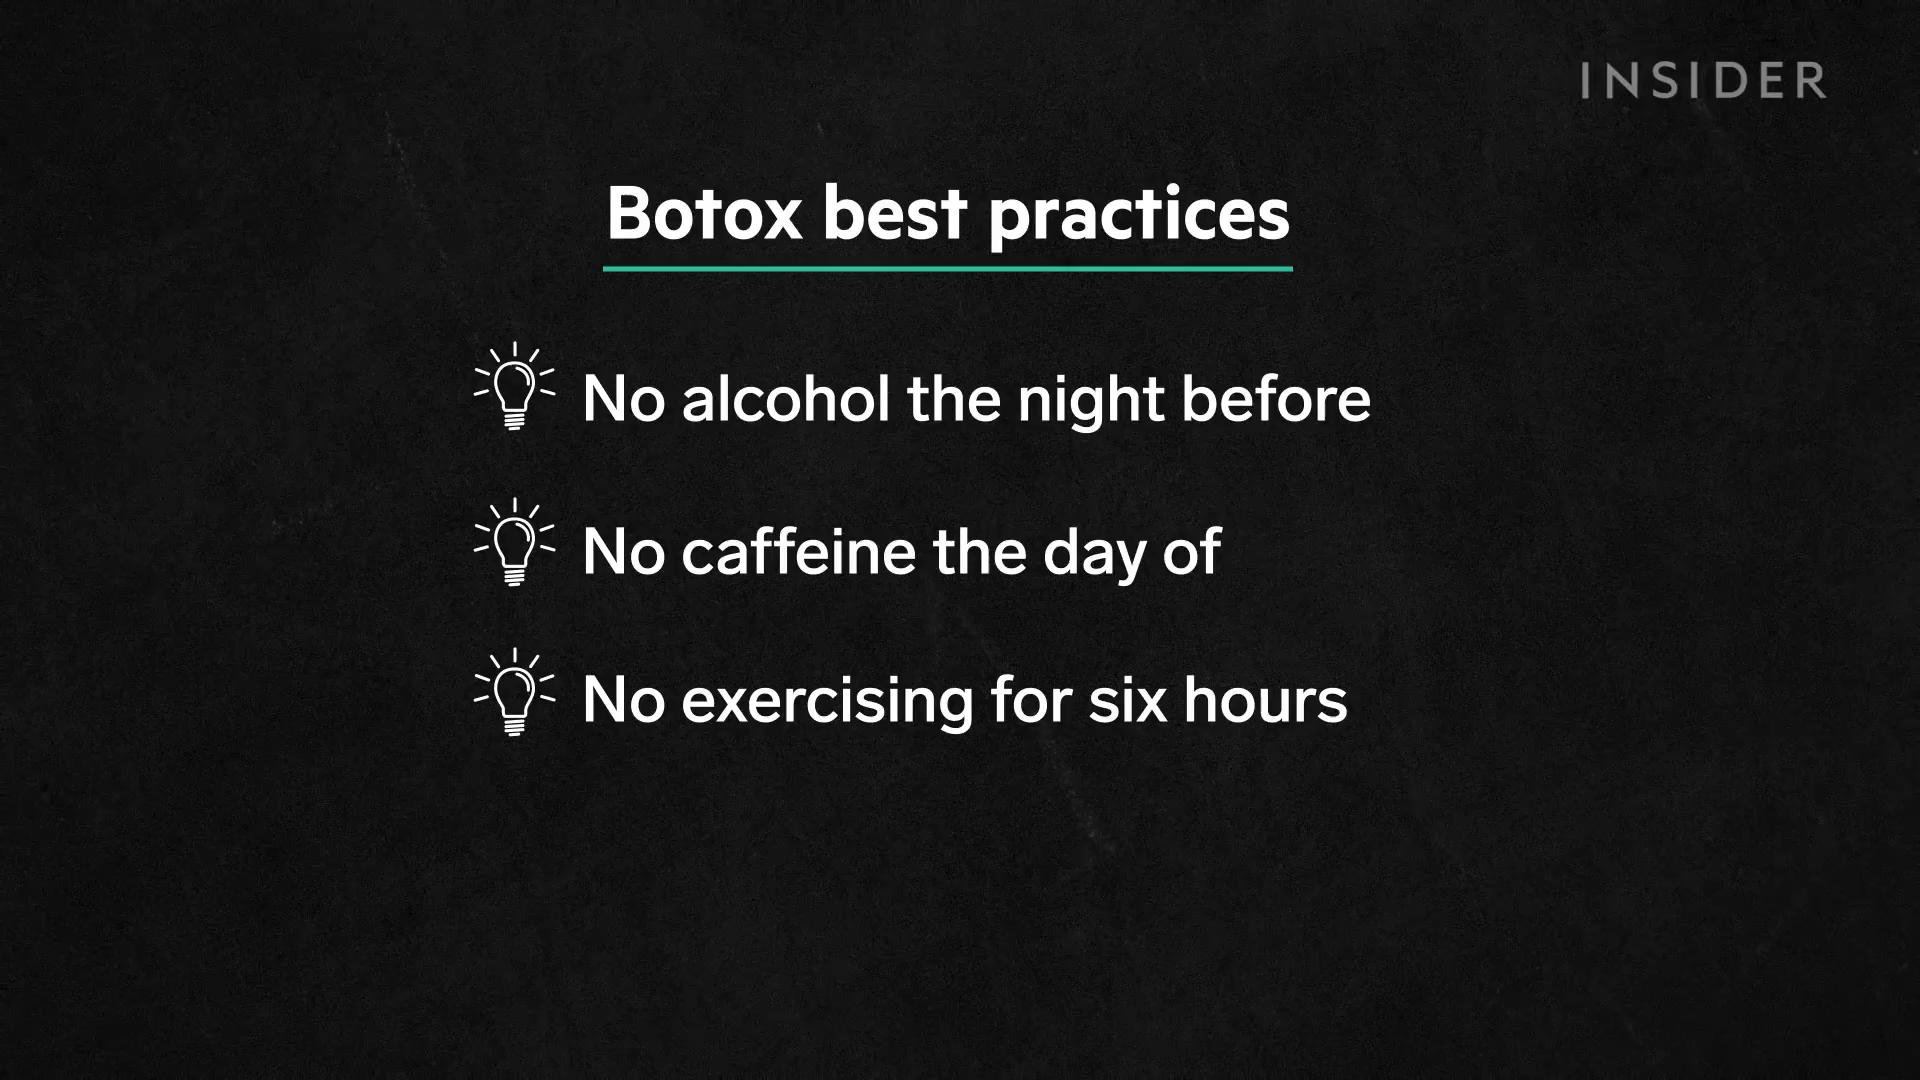 INSIDER
Botox best practices
No alcohol the night before
No caffeine the day of
No exercising for six hours